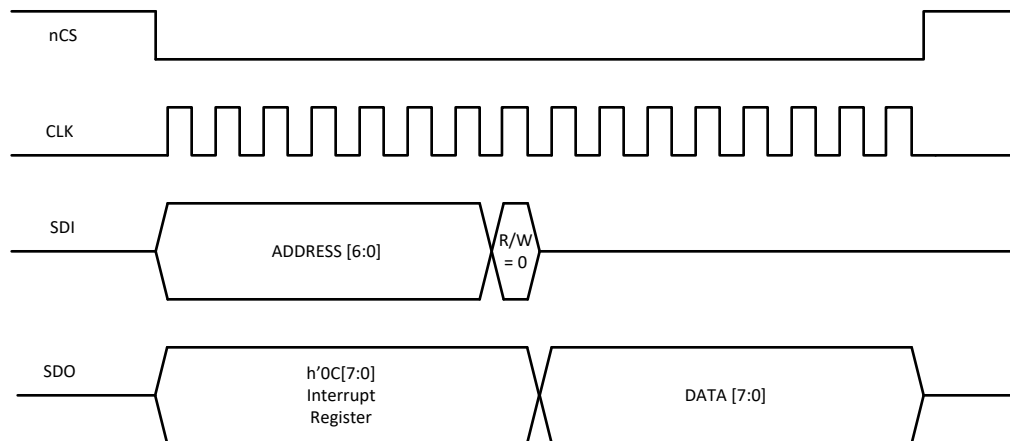 nCS
CLK
SDI
ADDRESS [6:0]
R/W
= 0
SDO
h'0C[7:0]
Interrupt
Register
DATA [7:0]